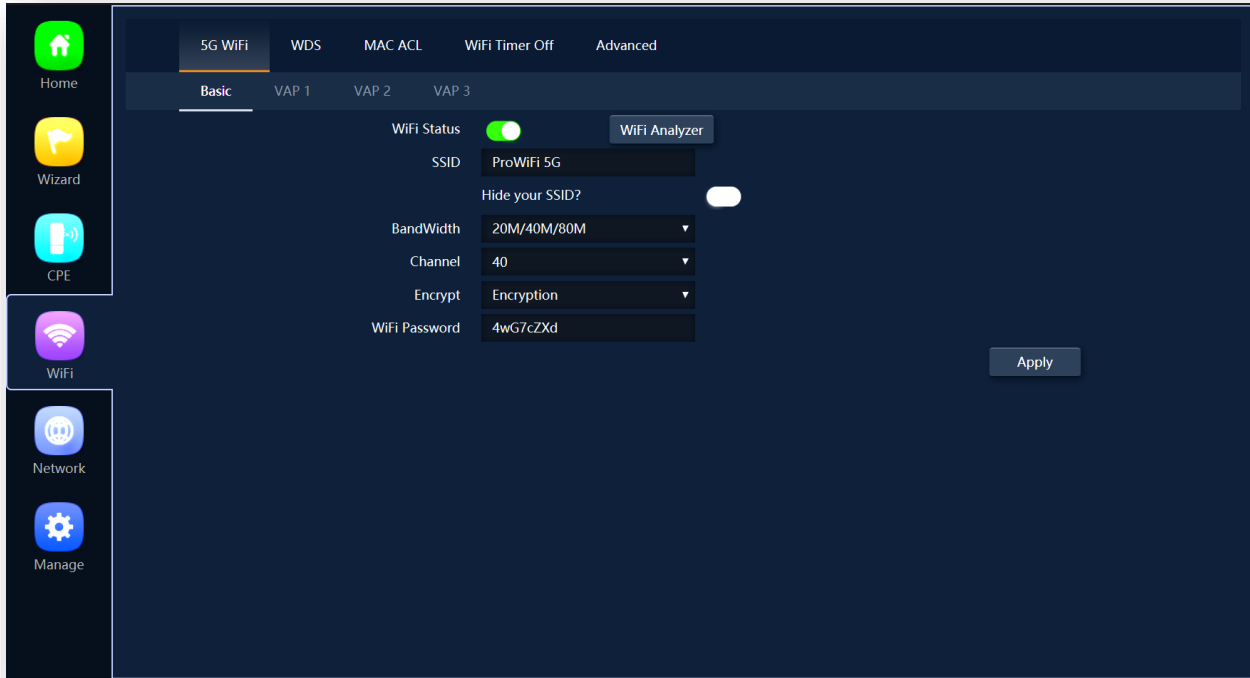 Home
Wizard
CPE
WiFi
Network
Manage
5G WiFi WDS MAC ACL WiFi Timer Off Advanced
Basic VAP 1 VAP 2 VAP 3
WiFi Status WiFi Analyzer
SSID ProWiFi 5G
Hide your SSID?
BandWidth 20M/40M/80M
Channel 40
Encrypt Encryption
WiFi Password 4wG7cZXd
Apply